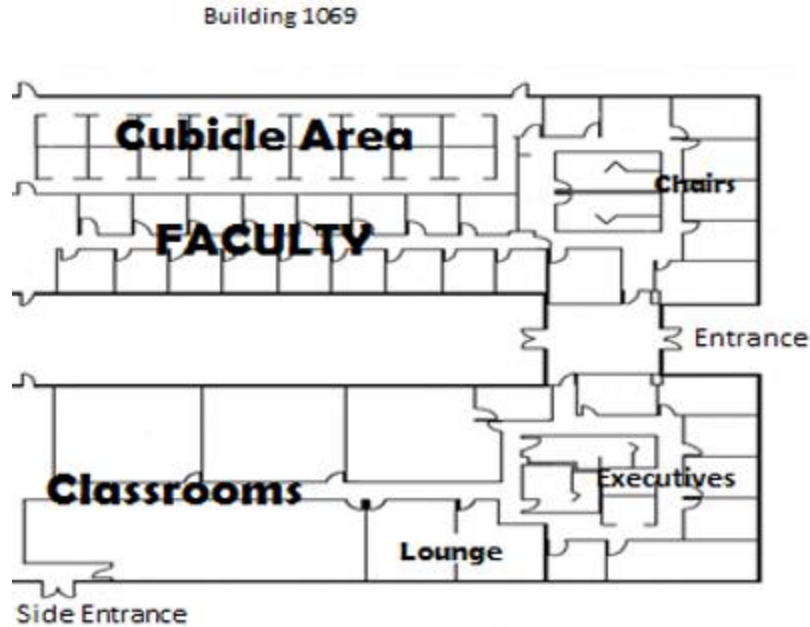 Building 1069
Cubicle Area
Chairs
FACULTY
Entrance
Classrooms
Executives
Lounge
Side Entrance